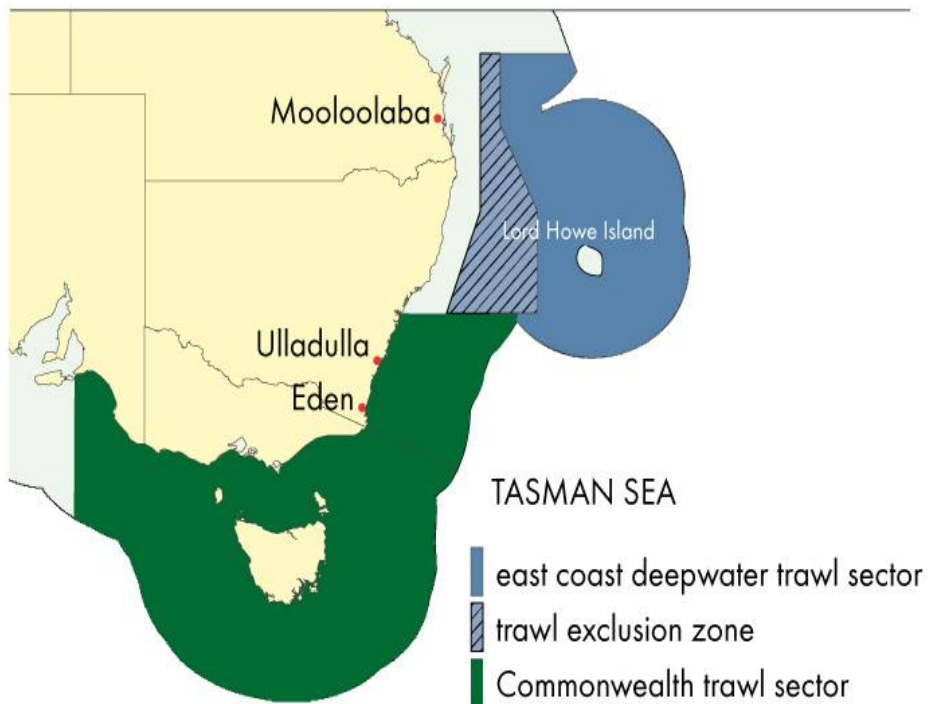 Mooloolaba
Lord Howe Island
Ulladulla
Eden
TASMAN SEA
east coast deepwater trawl sector
trawl exclusion zone
Commonwealth trawl sector